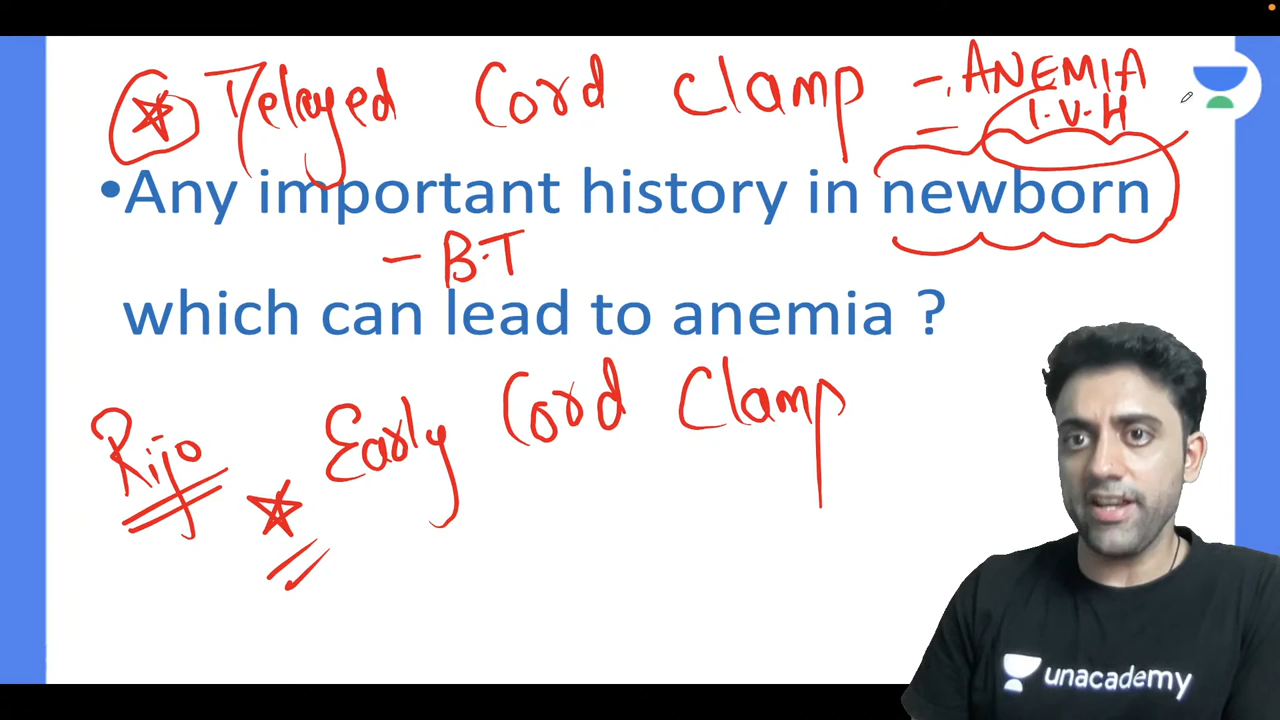 Delayed Cord Clamp - ANEMIA
- I.V.H
•Any important history in newborn
- B.T
which can lead to anemia ?
Rijo Early Cord Clamp
unacademy